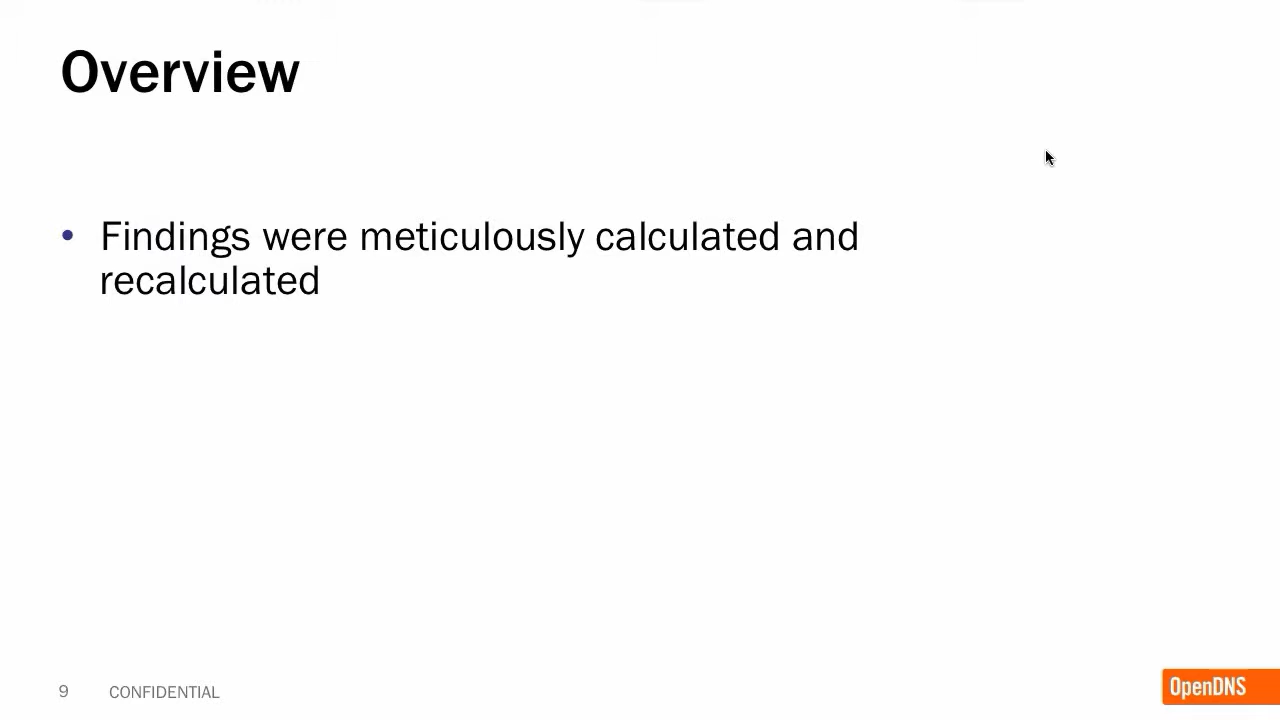 Overview
• Findings were meticulously calculated and
recalculated
9 CONFIDENTIAL
OpenDNS